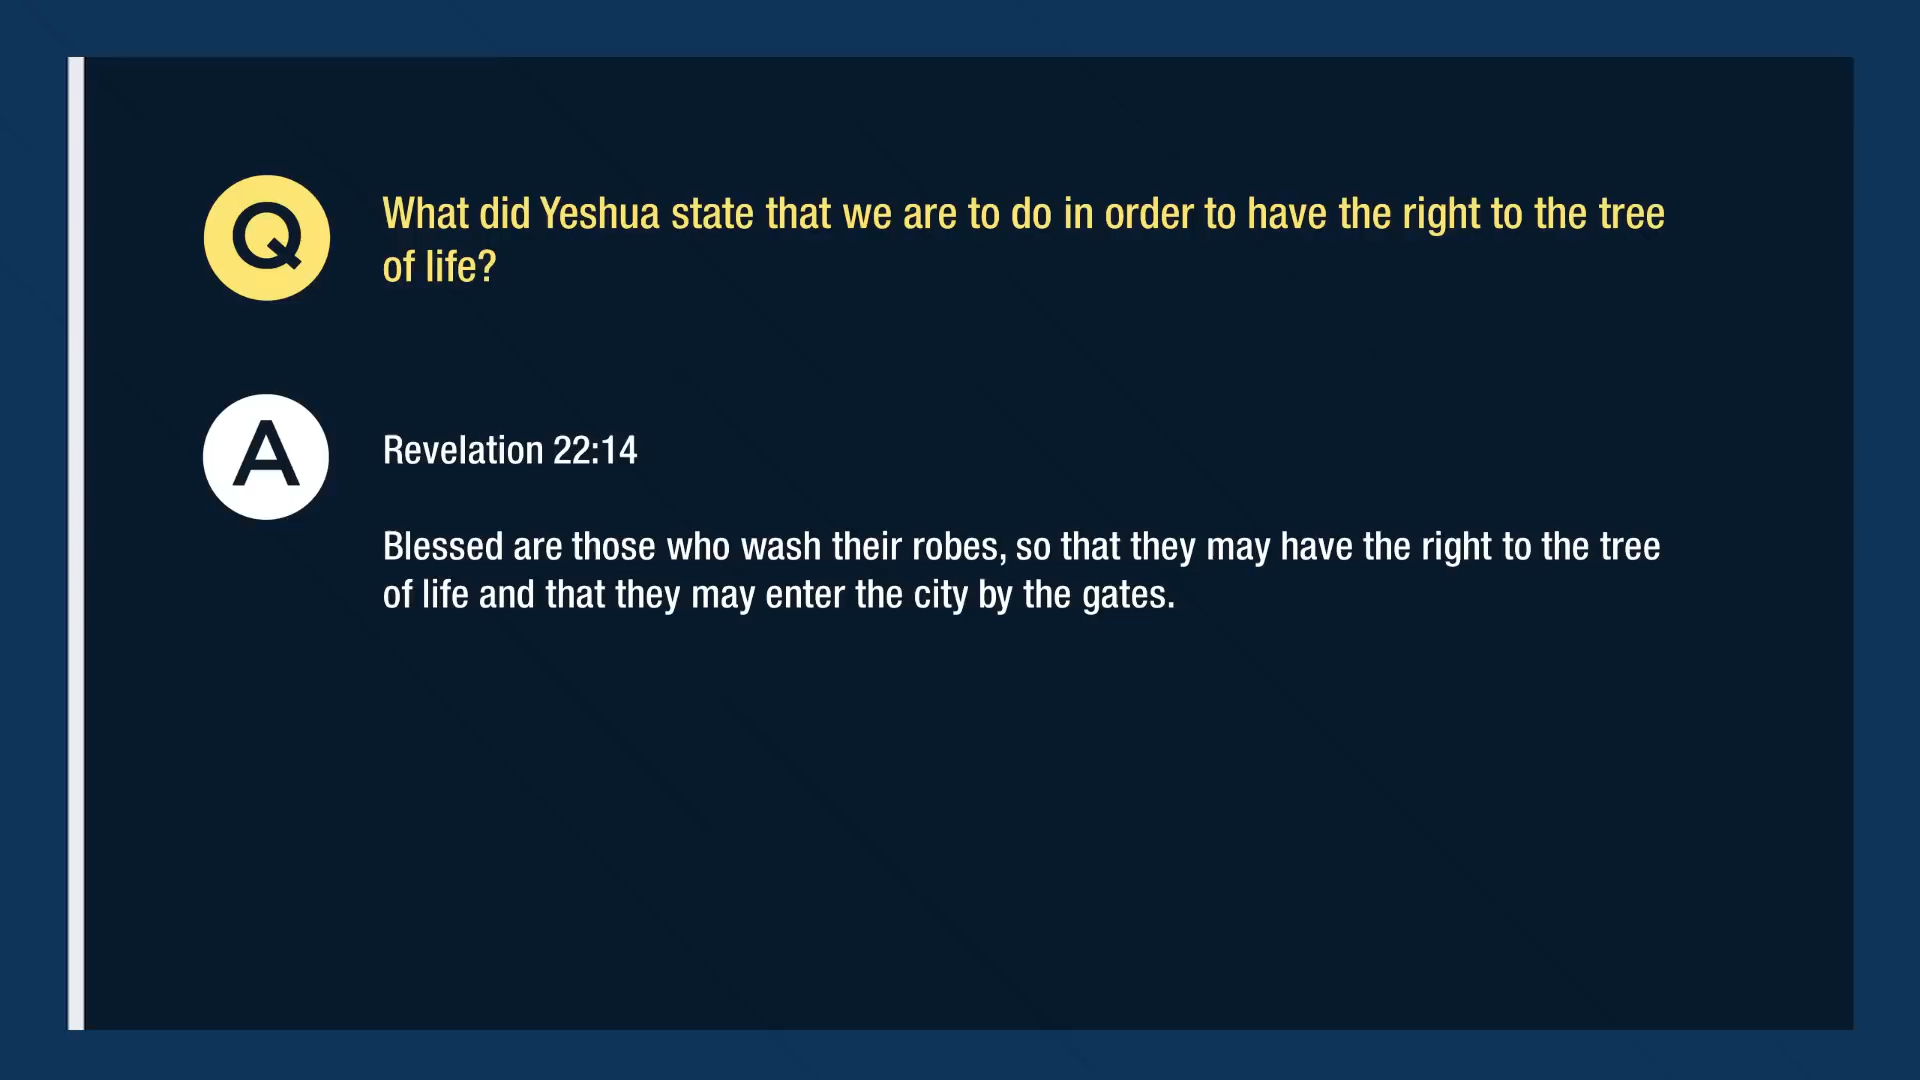 Q
What did Yeshua state that we are to do in order to have the right to the tree
of life?
A
Revelation 22:14
Blessed are those who wash their robes, so that they may have the right to the tree
of life and that they may enter the city by the gates.